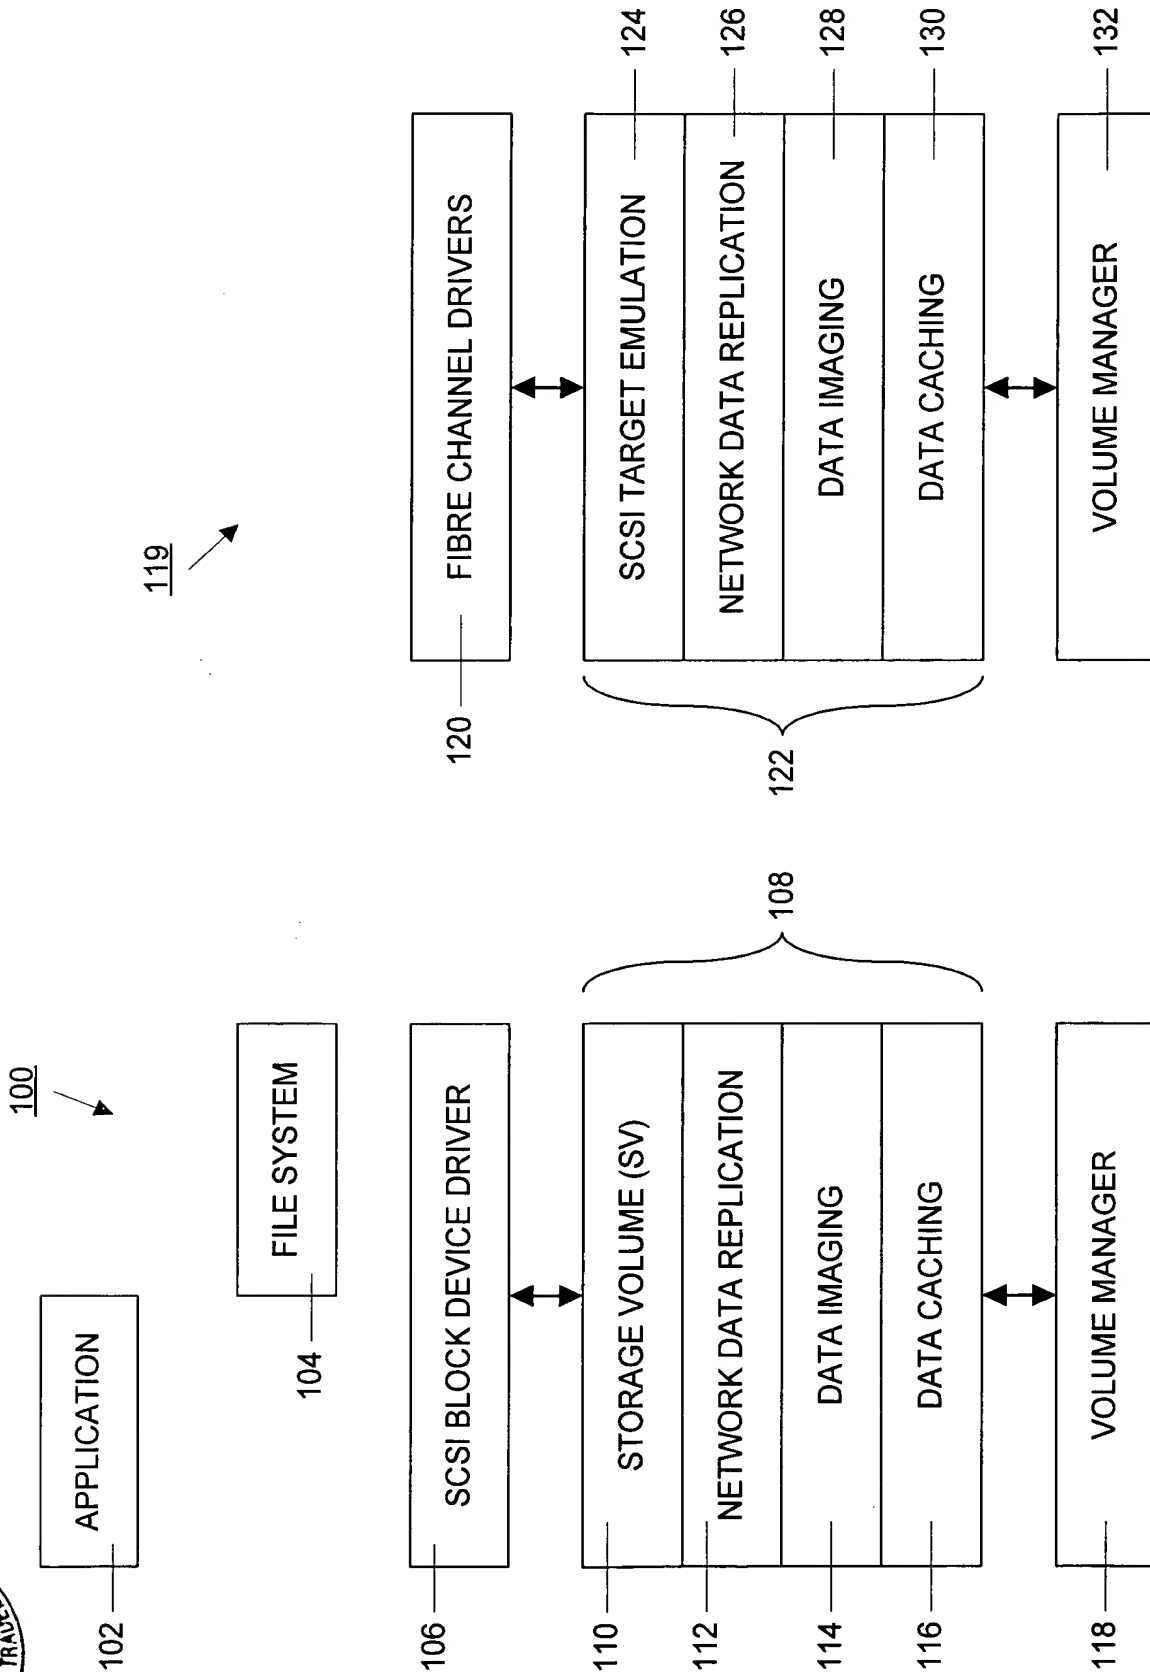 100
119
APPLICATION
102
FILE SYSTEM
104
SCSI BLOCK DEVICE DRIVER
106
STORAGE VOLUME (SV)
110
NETWORK DATA REPLICATION
112
DATA IMAGING
114
DATA CACHING
116
108
VOLUME MANAGER
118
FIBRE CHANNEL DRIVERS
120
SCSI TARGET EMULATION
124
NETWORK DATA REPLICATION
126
DATA IMAGING
128
DATA CACHING
130
122
VOLUME MANAGER
132